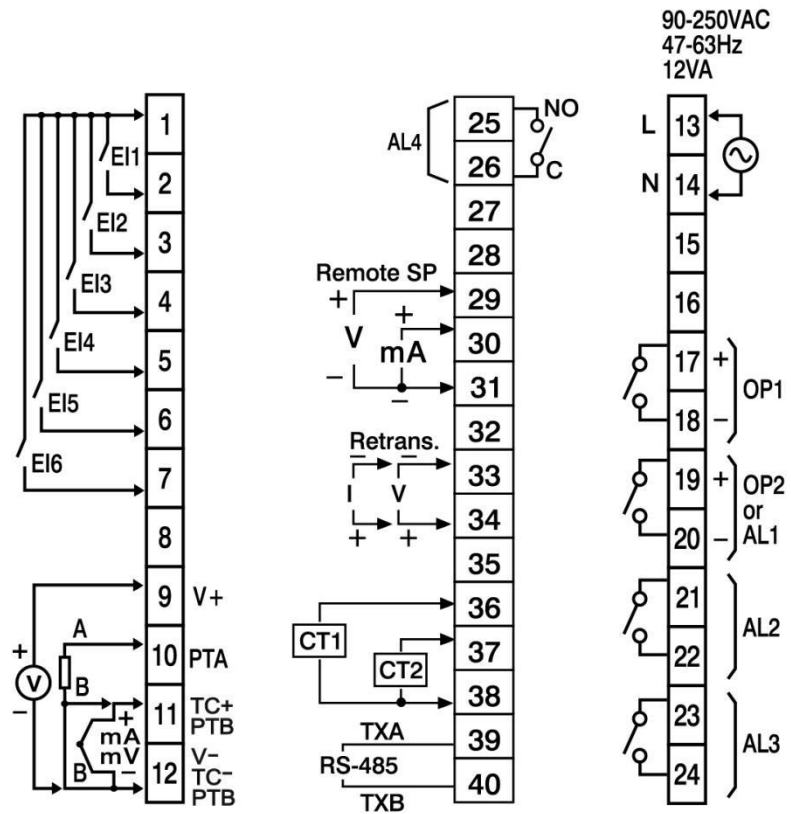 90-250VAC
47-63Hz
12VA
1
EI1
2
EI2
3
EI3
4
EI4
5
EI5
6
EI6
7
8
9 V+
+
V
−
A
10 PTA
B
11 TC+
PTB
+
mA
mV
−
B
12 V−
TC−
PTB
AL4
25 NO
26 C
27
28
Remote SP
29
+ V −
+ mA −
30
31
32
Retrans.
− −
33
I V
34
+ +
35
36
CT1
37
CT2
38
TXA
39
RS-485
40
TXB
L 13
N 14
15
16
17 +
OP1
18 −
19 +
OP2
or
AL1
20 −
21
AL2
22
23
AL3
24